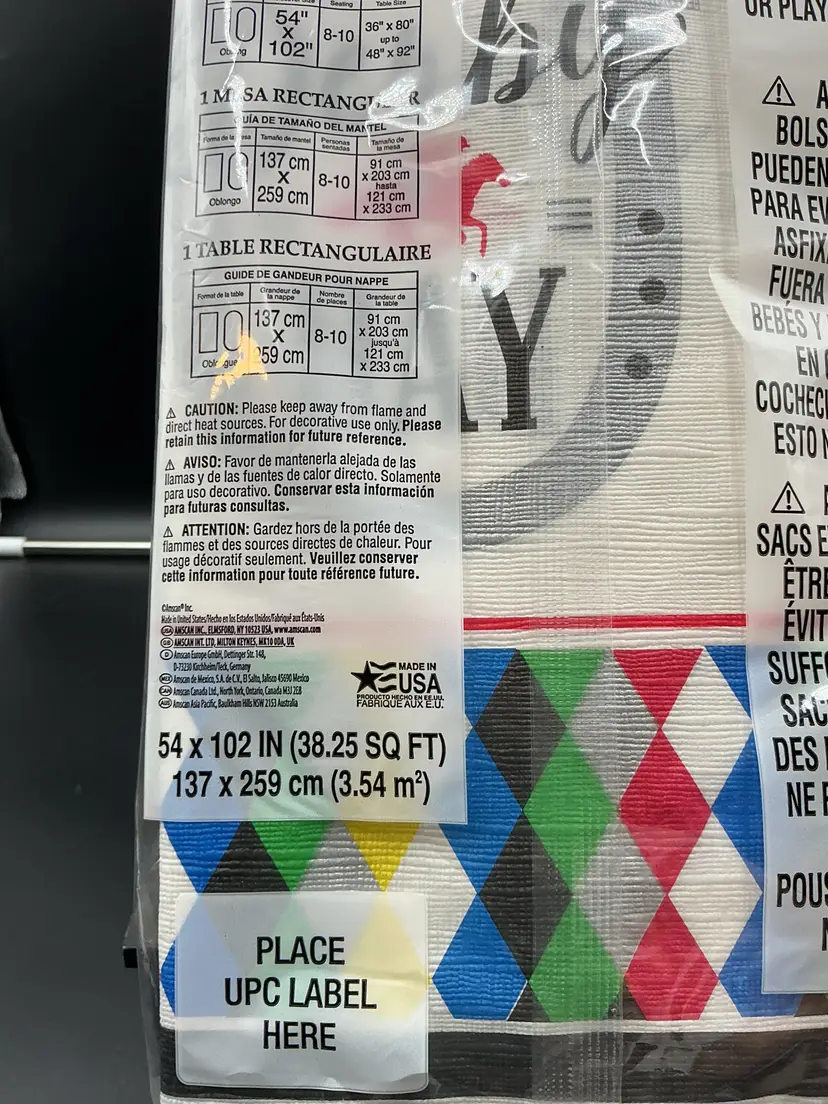 Seating
Table Size
54"
x
102"
8-10
36" x 80"
up to
48" x 92"
Oblong
1 MESA RECTANGULAR
GUÍA DE TAMAÑO DEL MANTEL
Forma de la mesa
Tamaño de mantel
Personas
sentadas
Tamaño de
la mesa
137 cm
X
259 cm
8-10
91 cm
x 203 cm
hasta
121 cm
x 233 cm
Oblongo
1 TABLE RECTANGULAIRE
GUIDE DE GANDEUR POUR NAPPE
Format de la table
Grandeur de
la nappe
Nombre
de places
Grandeur de
la table
137 cm
X
259 cm
8-10
91 cm
x 203 cm
jusqu'à
121 cm
x 233 cm
⚠ CAUTION: Please keep away from flame and
direct heat sources. For decorative use only. Please
retain this information for future reference.
⚠ AVISO: Favor de mantenerla alejada de las
llamas y de las fuentes de calor directo. Solamente
para uso decorativo. Conservar esta información
para futuras consultas.
⚠ ATTENTION: Gardez hors de la portée des
flammes et des sources directes de chaleur. Pour
usage décoratif seulement. Veuillez conserver
cette information pour toute référence future.
©Amscan® Inc.
Made in United States/Hecho en los Estados Unidos/Fabriqué aux États-Unis
USA AMSCAN INC., ELMSFORD, NY 10523 USA, www.amscan.com
GB AMSCAN INT. LTD, MILTON KEYNES, MK10 0DA, UK
D Amscan Europe GmbH, Dettinger Str. 148,
D-73230 Kirchheim/Teck, Germany
MEX Amscan de Mexico, S.A. de C.V., El Salto, Jalisco 45690 Mexico
CAN Amscan Canada Ltd., North York, Ontario, Canada M3J 2E8
AUS Amscan Asia Pacific, Baulkham Hills NSW 2153 Australia
MADE IN
USA
PRODUCTO HECHO EN EE.UU.
FABRIQUÉ AUX E.U.
54 x 102 IN (38.25 SQ FT)
137 x 259 cm (3.54 m²)
PLACE
UPC LABEL
HERE
by
AY
OR PLAY
⚠ A
BOLS
PUEDEN
PARA EV
ASFIX
FUERA
BEBÉS Y
EN
COCHECI
ESTO N
⚠
SACS E
ÊTRE
ÉVIT
SUFFO
SAC
DES
NE P
POUS
N